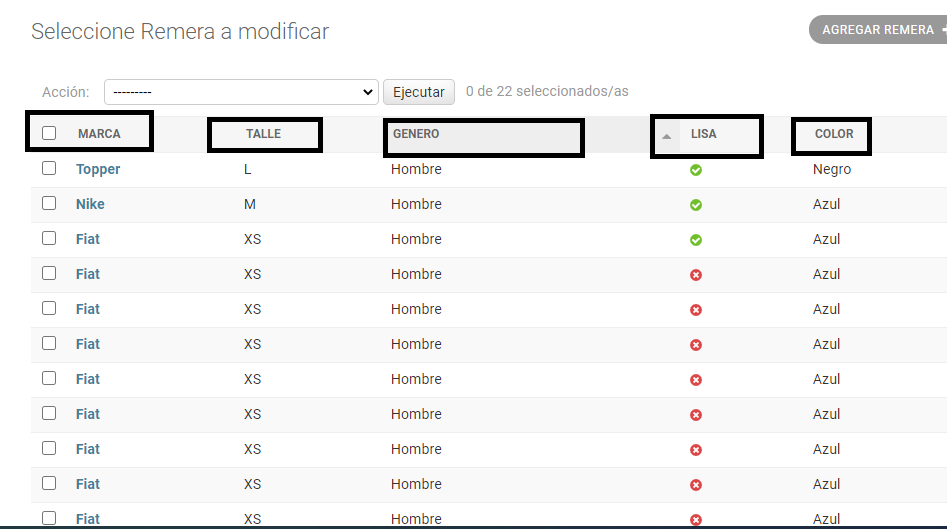 Seleccione Remera a modificar
AGREGAR REMERA +
Acción: --------- Ejecutar 0 de 22 seleccionados/as
MARCA TALLE GENERO LISA COLOR
Topper L Hombre Negro
Nike M Hombre Azul
Fiat XS Hombre Azul
Fiat XS Hombre Azul
Fiat XS Hombre Azul
Fiat XS Hombre Azul
Fiat XS Hombre Azul
Fiat XS Hombre Azul
Fiat XS Hombre Azul
Fiat XS Hombre Azul
Fiat XS Hombre Azul